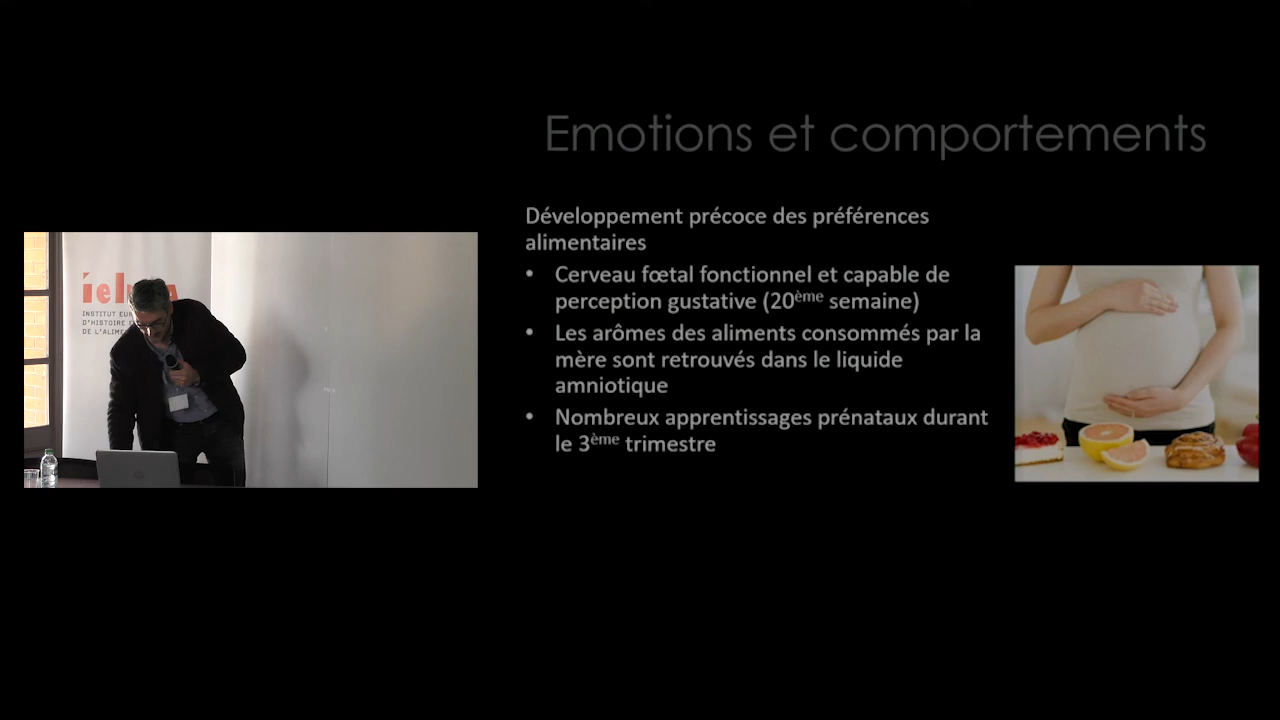 Emotions et comportements
Développement précoce des préférences
alimentaires
• Cerveau fœtal fonctionnel et capable de
perception gustative (20ème semaine)
• Les arômes des aliments consommés par la
mère sont retrouvés dans le liquide
amniotique
• Nombreux apprentissages prénataux durant
le 3ème trimestre
INSTITUT
D'HISTOIRE
DE